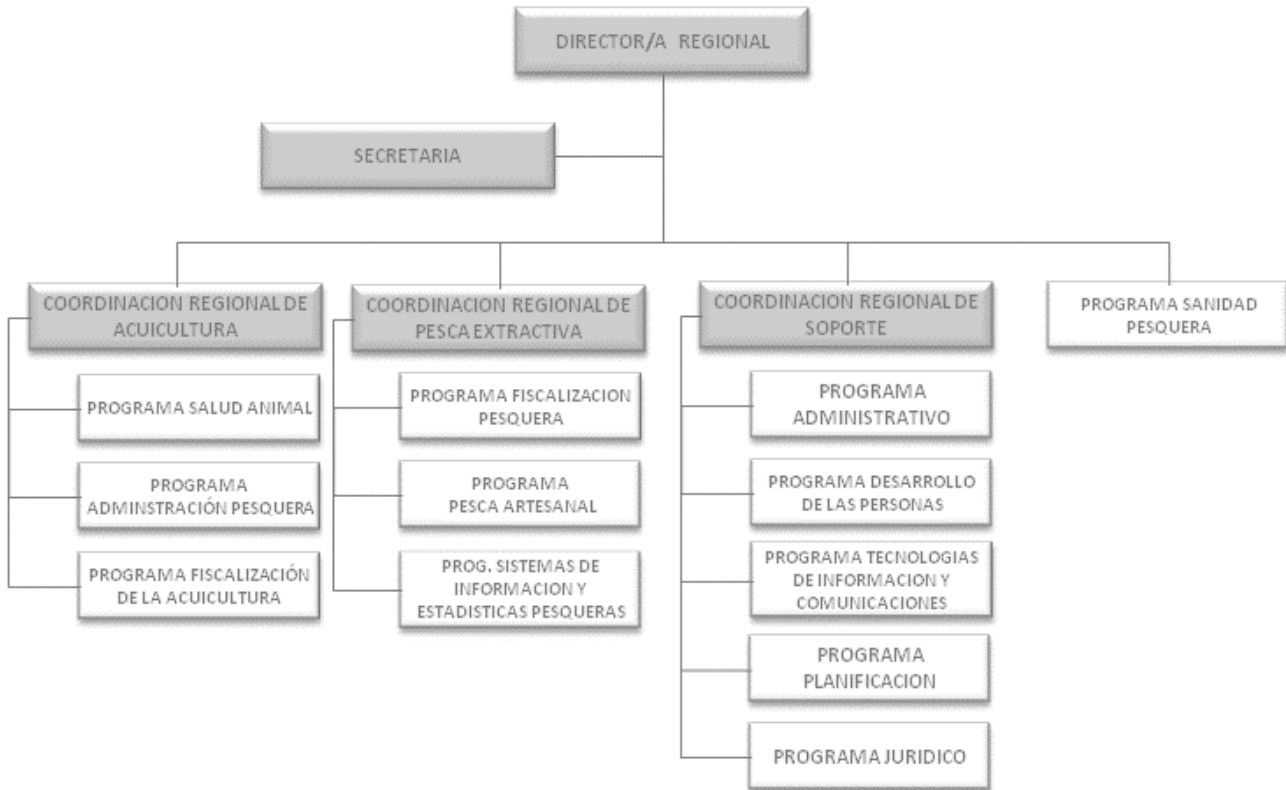 DIRECTOR/A REGIONAL
SECRETARIA
COORDINACION REGIONAL DE
ACUICULTURA
PROGRAMA SALUD ANIMAL
PROGRAMA
ADMINSTRACIÓN PESQUERA
PROGRAMA FISCALIZACIÓN
DE LA ACUICULTURA
COORDINACION REGIONAL DE
PESCA EXTRACTIVA
PROGRAMA FISCALIZACION
PESQUERA
PROGRAMA
PESCA ARTESANAL
PROG. SISTEMAS DE
INFORMACION Y
ESTADISTICAS PESQUERAS
COORDINACION REGIONAL DE
SOPORTE
PROGRAMA
ADMINISTRATIVO
PROGRAMA DESARROLLO
DE LAS PERSONAS
PROGRAMA TECNOLOGIAS
DE INFORMACION Y
COMUNICACIONES
PROGRAMA
PLANIFICACION
PROGRAMA JURIDICO
PROGRAMA SANIDAD
PESQUERA